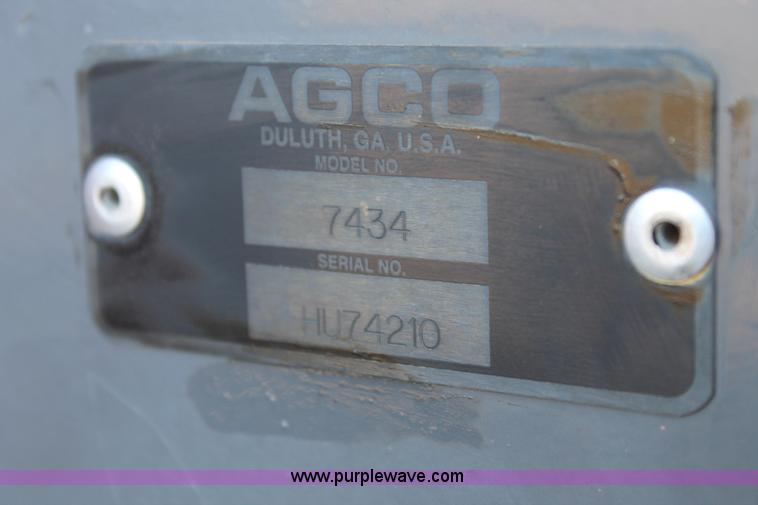 AGCO
DULUTH, GA. U.S.A.
MODEL NO.
7434
SERIAL NO.
HU74210
www.purplewave.com